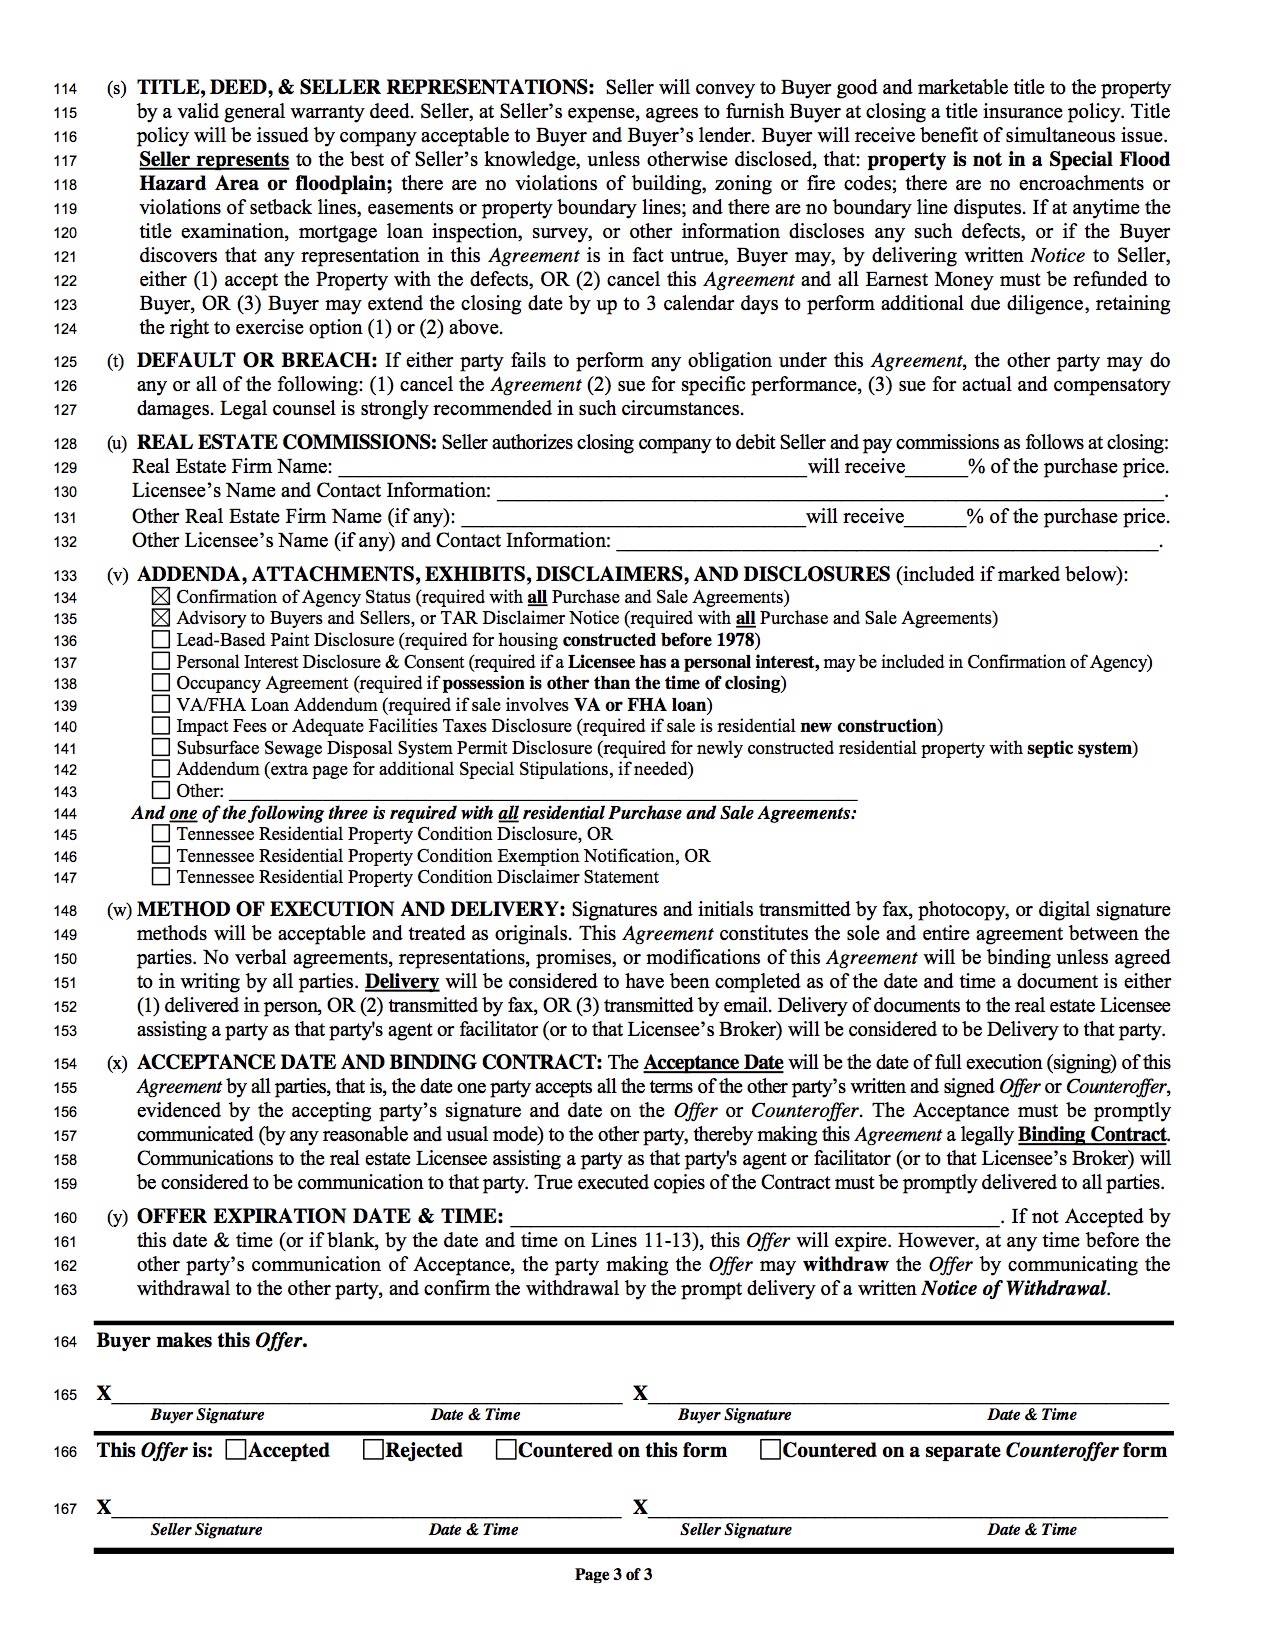 114 (s) TITLE, DEED, & SELLER REPRESENTATIONS: Seller will convey to Buyer good and marketable title to the property
115 by a valid general warranty deed. Seller, at Seller's expense, agrees to furnish Buyer at closing a title insurance policy. Title
116 policy will be issued by company acceptable to Buyer and Buyer's lender. Buyer will receive benefit of simultaneous issue.
117 Seller represents to the best of Seller's knowledge, unless otherwise disclosed, that: property is not in a Special Flood
118 Hazard Area or floodplain; there are no violations of building, zoning or fire codes; there are no encroachments or
119 violations of setback lines, easements or property boundary lines; and there are no boundary line disputes. If at anytime the
120 title examination, mortgage loan inspection, survey, or other information discloses any such defects, or if the Buyer
121 discovers that any representation in this Agreement is in fact untrue, Buyer may, by delivering written Notice to Seller,
122 either (1) accept the Property with the defects, OR (2) cancel this Agreement and all Earnest Money must be refunded to
123 Buyer, OR (3) Buyer may extend the closing date by up to 3 calendar days to perform additional due diligence, retaining
124 the right to exercise option (1) or (2) above.
125 (t) DEFAULT OR BREACH: If either party fails to perform any obligation under this Agreement, the other party may do
126 any or all of the following: (1) cancel the Agreement (2) sue for specific performance, (3) sue for actual and compensatory
127 damages. Legal counsel is strongly recommended in such circumstances.
128 (u) REAL ESTATE COMMISSIONS: Seller authorizes closing company to debit Seller and pay commissions as follows at closing:
129 Real Estate Firm Name: ____________________ will receive______% of the purchase price.
130 Licensee's Name and Contact Information: ____________________.
131 Other Real Estate Firm Name (if any): ____________________ will receive______% of the purchase price.
132 Other Licensee's Name (if any) and Contact Information: ____________________.
133 (v) ADDENDA, ATTACHMENTS, EXHIBITS, DISCLAIMERS, AND DISCLOSURES (included if marked below):
134 ☒ Confirmation of Agency Status (required with all Purchase and Sale Agreements)
135 ☒ Advisory to Buyers and Sellers, or TAR Disclaimer Notice (required with all Purchase and Sale Agreements)
136 ☐ Lead-Based Paint Disclosure (required for housing constructed before 1978)
137 ☐ Personal Interest Disclosure & Consent (required if a Licensee has a personal interest, may be included in Confirmation of Agency)
138 ☐ Occupancy Agreement (required if possession is other than the time of closing)
139 ☐ VA/FHA Loan Addendum (required if sale involves VA or FHA loan)
140 ☐ Impact Fees or Adequate Facilities Taxes Disclosure (required if sale is residential new construction)
141 ☐ Subsurface Sewage Disposal System Permit Disclosure (required for newly constructed residential property with septic system)
142 ☐ Addendum (extra page for additional Special Stipulations, if needed)
143 ☐ Other: ____________________
144 And one of the following three is required with all residential Purchase and Sale Agreements:
145 ☐ Tennessee Residential Property Condition Disclosure, OR
146 ☐ Tennessee Residential Property Condition Exemption Notification, OR
147 ☐ Tennessee Residential Property Condition Disclaimer Statement
148 (w) METHOD OF EXECUTION AND DELIVERY: Signatures and initials transmitted by fax, photocopy, or digital signature
149 methods will be acceptable and treated as originals. This Agreement constitutes the sole and entire agreement between the
150 parties. No verbal agreements, representations, promises, or modifications of this Agreement will be binding unless agreed
151 to in writing by all parties. Delivery will be considered to have been completed as of the date and time a document is either
152 (1) delivered in person, OR (2) transmitted by fax, OR (3) transmitted by email. Delivery of documents to the real estate Licensee
153 assisting a party as that party's agent or facilitator (or to that Licensee's Broker) will be considered to be Delivery to that party.
154 (x) ACCEPTANCE DATE AND BINDING CONTRACT: The Acceptance Date will be the date of full execution (signing) of this
155 Agreement by all parties, that is, the date one party accepts all the terms of the other party's written and signed Offer or Counteroffer,
156 evidenced by the accepting party's signature and date on the Offer or Counteroffer. The Acceptance must be promptly
157 communicated (by any reasonable and usual mode) to the other party, thereby making this Agreement a legally Binding Contract.
158 Communications to the real estate Licensee assisting a party as that party's agent or facilitator (or to that Licensee's Broker) will
159 be considered to be communication to that party. True executed copies of the Contract must be promptly delivered to all parties.
160 (y) OFFER EXPIRATION DATE & TIME: ____________________. If not Accepted by
161 this date & time (or if blank, by the date and time on Lines 11-13), this Offer will expire. However, at any time before the
162 other party's communication of Acceptance, the party making the Offer may withdraw the Offer by communicating the
163 withdrawal to the other party, and confirm the withdrawal by the prompt delivery of a written Notice of Withdrawal.
164 Buyer makes this Offer.
165 X____________________ X____________________
Buyer Signature Date & Time Buyer Signature Date & Time
166 This Offer is: ☐Accepted ☐Rejected ☐Countered on this form ☐Countered on a separate Counteroffer form
167 X____________________ X____________________
Seller Signature Date & Time Seller Signature Date & Time
Page 3 of 3